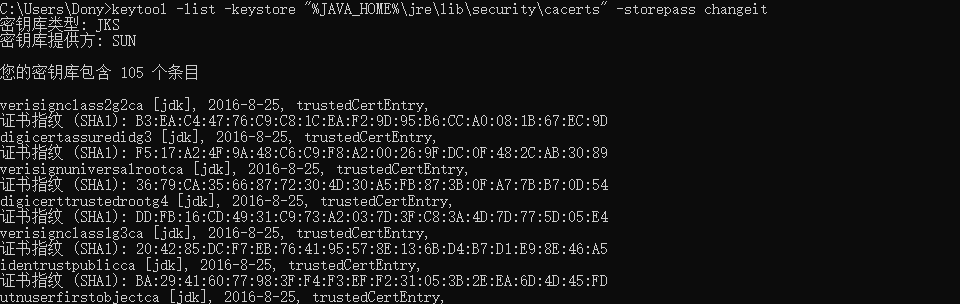 C:\Users\Dony>keytool -list -keystore "%JAVA_HOME%\jre\lib\security\cacerts" -storepass changeit
密钥库类型: JKS
密钥库提供方: SUN
您的密钥库包含 105 个条目
verisignclass2g2ca [jdk], 2016-8-25, trustedCertEntry,
证书指纹 (SHA1): B3:EA:C4:47:76:C9:C8:1C:EA:F2:9D:95:B6:CC:A0:08:1B:67:EC:9D
digicertassuredidg3 [jdk], 2016-8-25, trustedCertEntry,
证书指纹 (SHA1): F5:17:A2:4F:9A:48:C6:C9:F8:A2:00:26:9F:DC:0F:48:2C:AB:30:89
verisignuniversalrootca [jdk], 2016-8-25, trustedCertEntry,
证书指纹 (SHA1): 36:79:CA:35:66:87:72:30:4D:30:A5:FB:87:3B:0F:A7:7B:B7:0D:54
digicerttrustedrootg4 [jdk], 2016-8-25, trustedCertEntry,
证书指纹 (SHA1): DD:FB:16:CD:49:31:C9:73:A2:03:7D:3F:C8:3A:4D:7D:77:5D:05:E4
verisignclass1g3ca [jdk], 2016-8-25, trustedCertEntry,
证书指纹 (SHA1): 20:42:85:DC:F7:EB:76:41:95:57:8E:13:6B:D4:B7:D1:E9:8E:46:A5
identrustpublicca [jdk], 2016-8-25, trustedCertEntry,
证书指纹 (SHA1): BA:29:41:60:77:98:3F:F4:F3:EF:F2:31:05:3B:2E:EA:6D:4D:45:FD
utnuserfirstobjectca [jdk], 2016-8-25, trustedCertEntry,